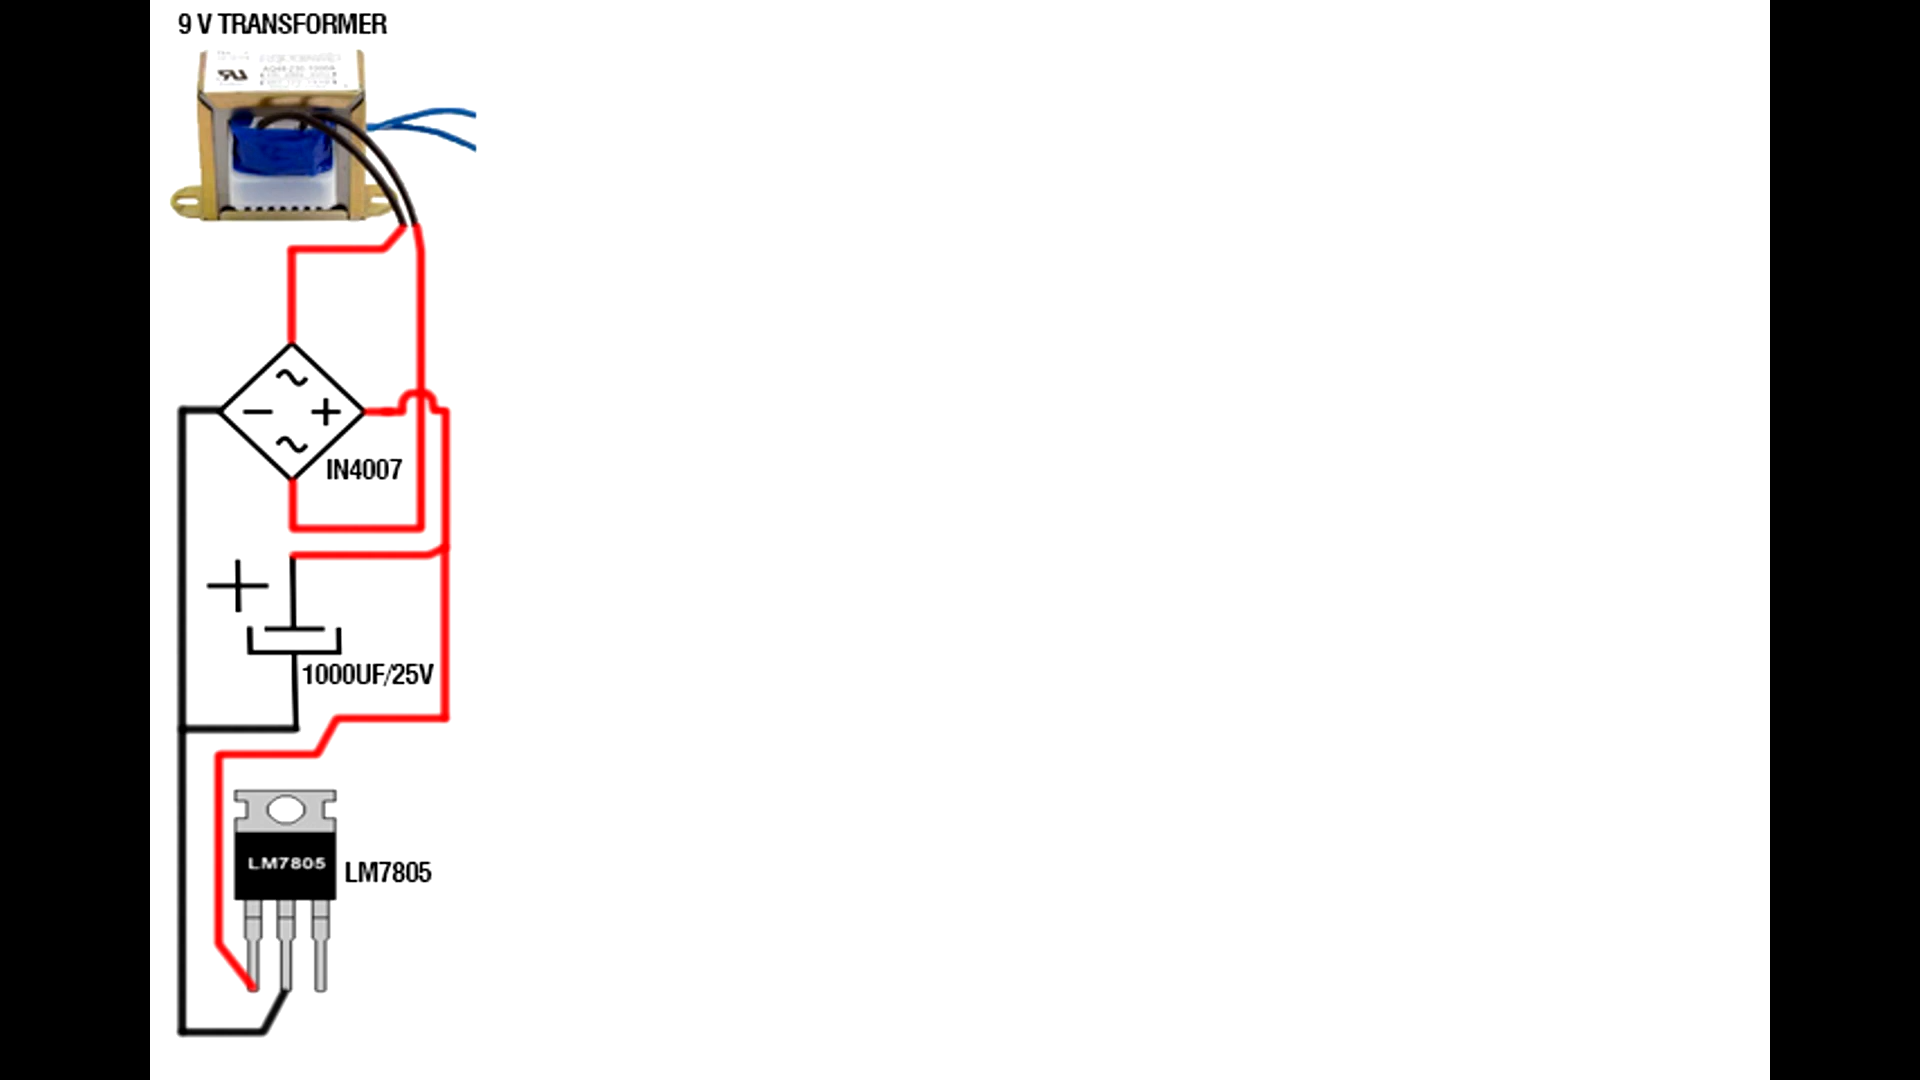 9 V TRANSFORMER
IN4007
1000UF/25V
LM7805
LM7805